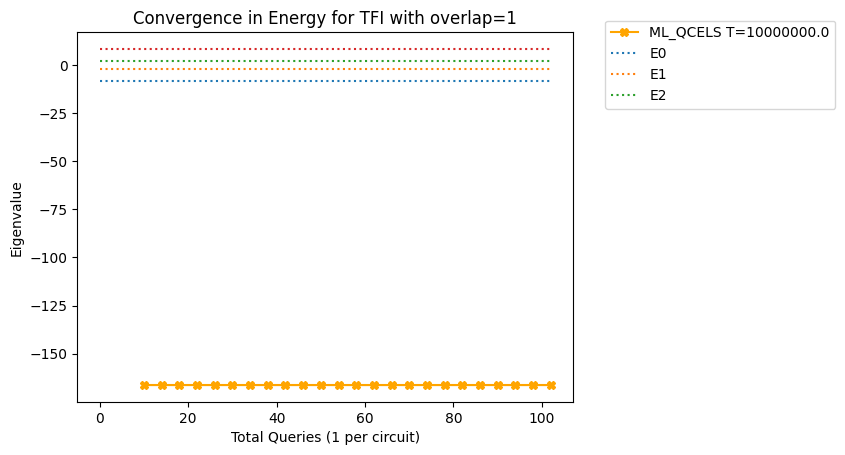 Convergence in Energy for TFI with overlap=1
ML_QCELS T=10000000.0
E0
E1
E2
Eigenvalue
0
−25
−50
−75
−100
−125
−150
0 20 40 60 80 100
Total Queries (1 per circuit)